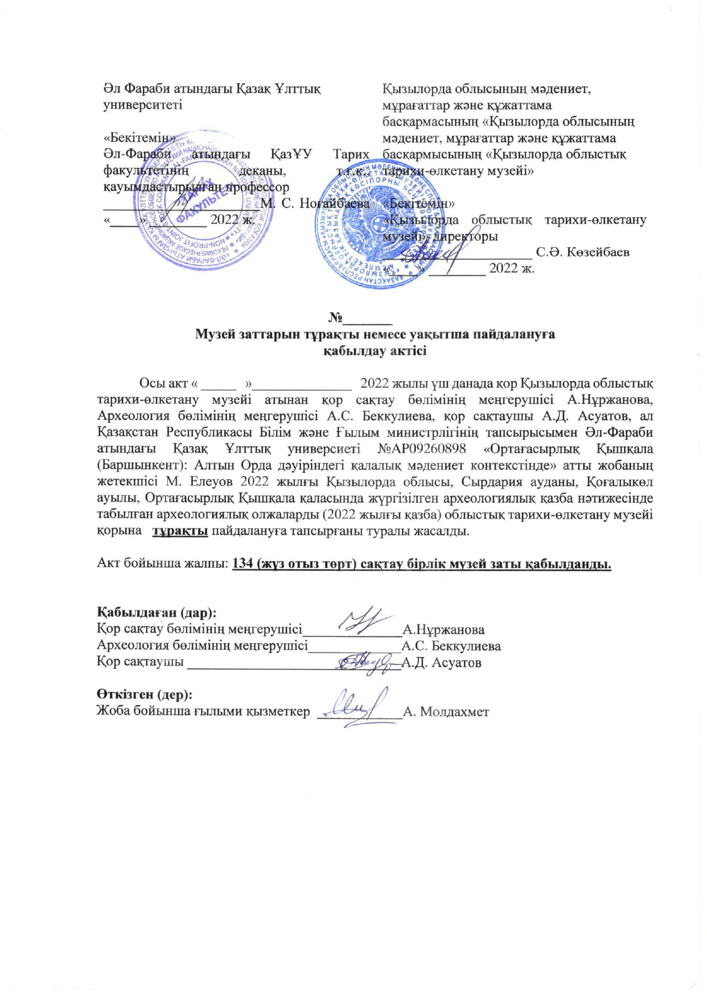 Әл Фараби атындағы Қазақ Ұлттық
университеті
«Бекітемін»
Әл-Фараби атындағы ҚазҰУ Тарих
факультетінің деканы, т.ғ.к.,
қауымдастырылған профессор
____________________М. С. Ноғайбаева
«____» ________ 2022 ж.
Қызылорда облысының мәдениет,
мұрағаттар және құжаттама
басқармасының «Қызылорда облысының
мәдениет, мұрағаттар және құжаттама
басқармысының «Қызылорда облыстық
тарихи-өлкетану музейі»
«Бекітемін»
«Қызылорда облыстық тарихи-өлкетану
музейі» директоры
____________________ С.Ә. Көзейбаев
«____» ________ 2022 ж.
ТАРИХ
ФАКУЛЬТЕТІ
№_______
Музей заттарын тұрақты немесе уақытша пайдалануға
қабылдау актісі
Осы акт « _____ »______________ 2022 жылы үш данада қор Қызылорда облыстық
тарихи-өлкетану музейі атынан қор сақтау бөлімінің меңгерушісі А.Нұржанова,
Археология бөлімінің меңгерушісі А.С. Беккулиева, қор сақтаушы А.Д. Асуатов, ал
Қазақстан Республикасы Білім және Ғылым министрлігінің тапсырысымен Әл-Фараби
атындағы Қазақ Ұлттық универсиеті №АР09260898 «Ортағасырлық Қышқала
(Баршынкент): Алтын Орда дәуіріндегі қалалық мәдениет контекстінде» атты жобаның
жетекшісі М. Елеуов 2022 жылғы Қызылорда облысы, Сырдария ауданы, Қоғалыкөл
ауылы, Ортағасырлық Қышқала қаласында жүргізілген археологиялық қазба нәтижесінде
табылған археологиялық олжаларды (2022 жылғы қазба) облыстық тарихи-өлкетану музейі
қорына тұрақты пайдалануға тапсырғаны туралы жасалды.
Акт бойынша жалпы: 134 (жүз отыз төрт) сақтау бірлік музей заты қабылданды.
Қабылдаған (дар):
Қор сақтау бөлімінің меңгерушісі______________А.Нұржанова
Археология бөлімінің меңгерушісі_____________А.С. Беккулиева
Қор сақтаушы ______________________________А.Д. Асуатов
Өткізген (дер):
Жоба бойынша ғылыми қызметкер ____________А. Молдахмет